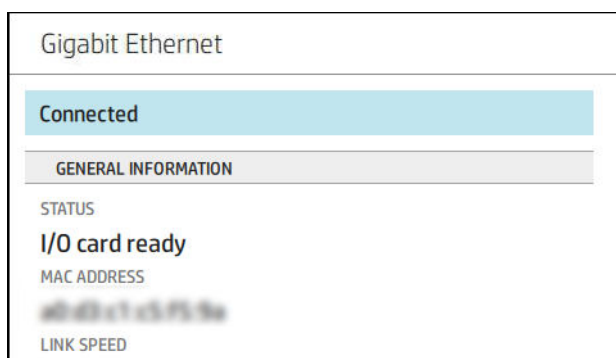 Gigabit Ethernet
Connected
GENERAL INFORMATION
STATUS
I/O card ready
MAC ADDRESS
LINK SPEED